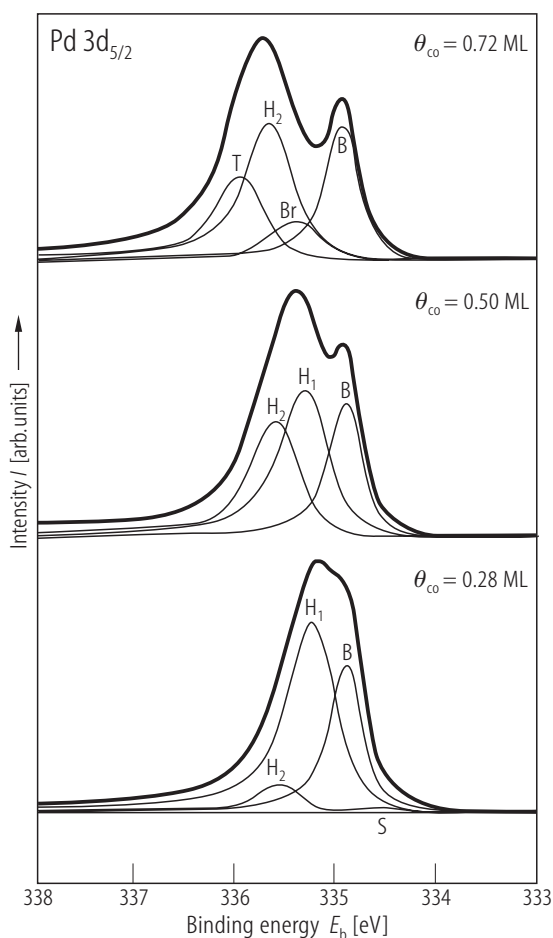 Pd 3d5/2
θco = 0.72 ML
H2
T
B
Br
θco = 0.50 ML
H1
B
H2
θco = 0.28 ML
H1
B
H2
S
Intensity I [arb.units]
338 337 336 335 334 333
Binding energy Eb [eV]